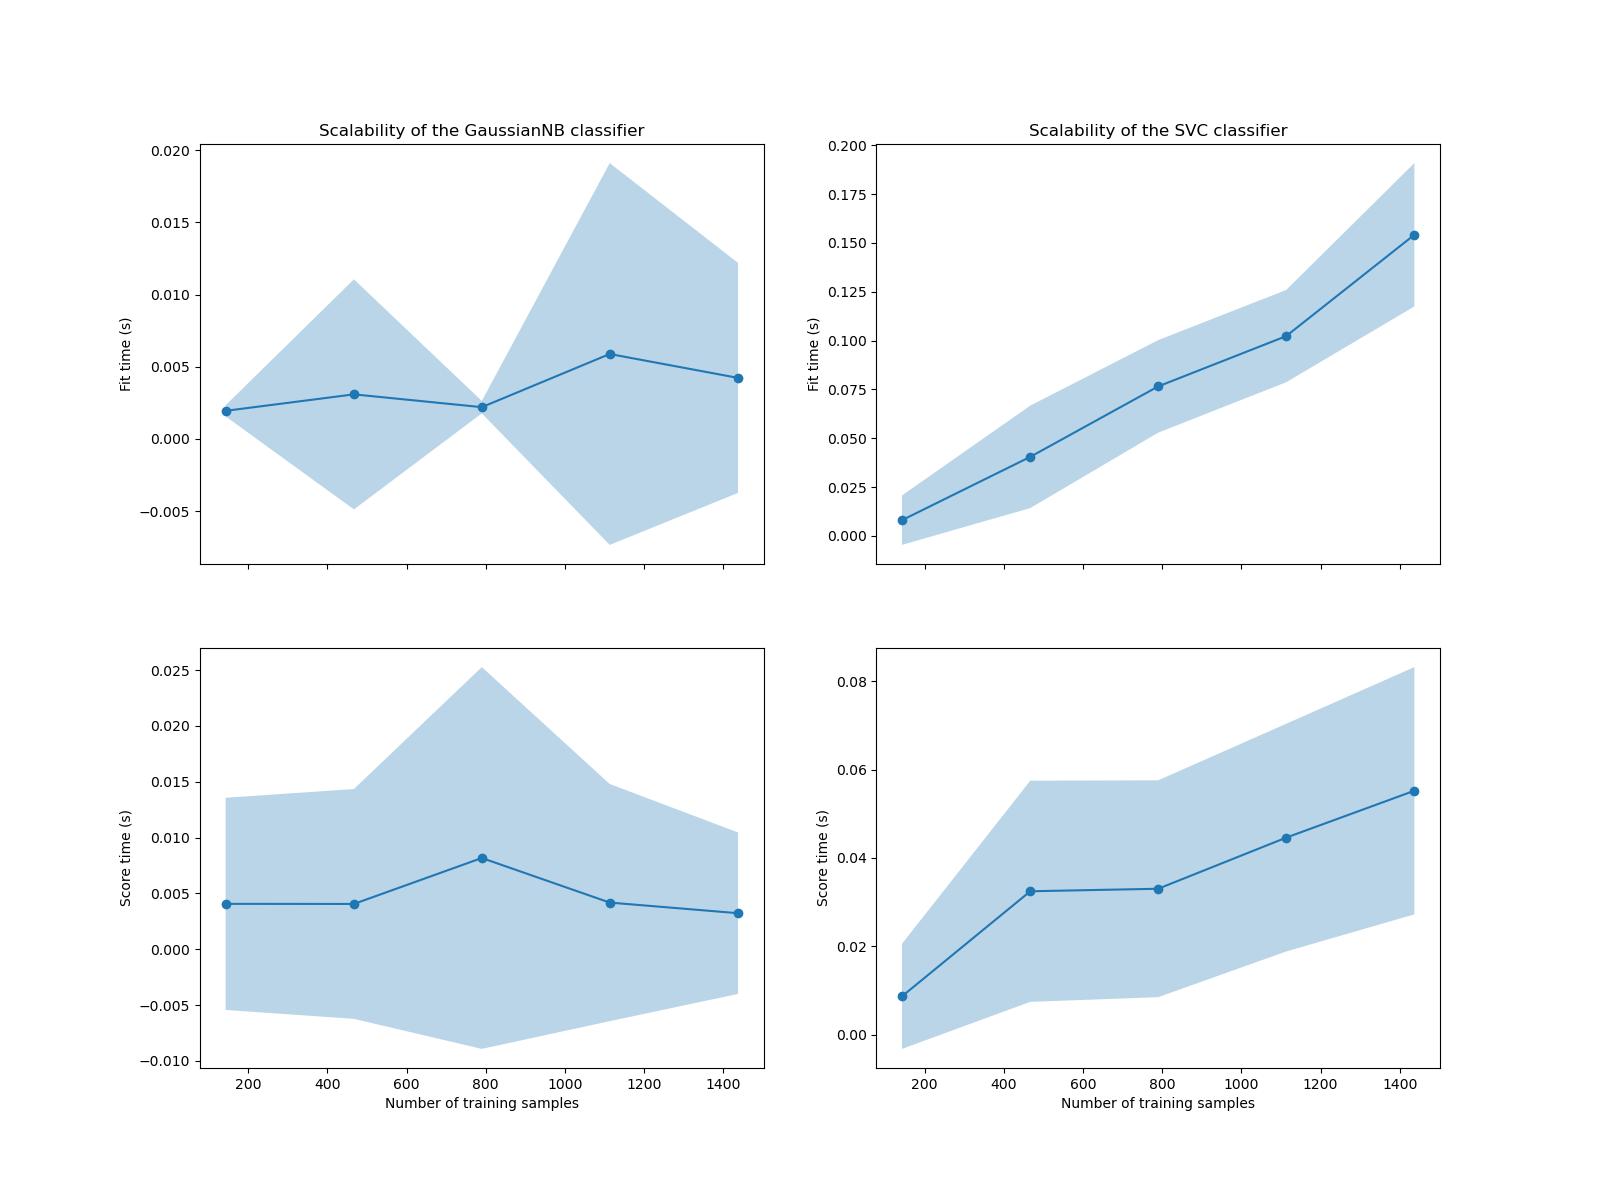 Scalability of the GaussianNB classifier
0.020
0.015
0.010
0.005
0.000
−0.005
Fit time (s)
Scalability of the SVC classifier
0.200
0.175
0.150
0.125
0.100
0.075
0.050
0.025
0.000
Fit time (s)
0.025
0.020
0.015
0.010
0.005
0.000
−0.005
−0.010
Score time (s)
200 400 600 800 1000 1200 1400
Number of training samples
0.08
0.06
0.04
0.02
0.00
Score time (s)
200 400 600 800 1000 1200 1400
Number of training samples